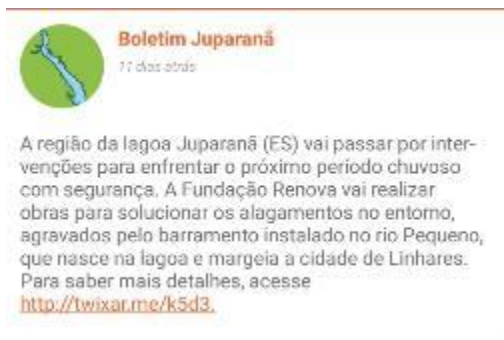 Boletim Juparanã
11 dias atrás
A região da lagoa Juparanã (ES) vai passar por inter-
venções para enfrentar o próximo período chuvoso
com segurança. A Fundação Renova vai realizar
obras para solucionar os alagamentos no entorno,
agravados pelo barramento instalado no rio Pequeno,
que nasce na lagoa e margeia a cidade de Linhares.
Para saber mais detalhes, acesse
http://twixar.me/k5d3.